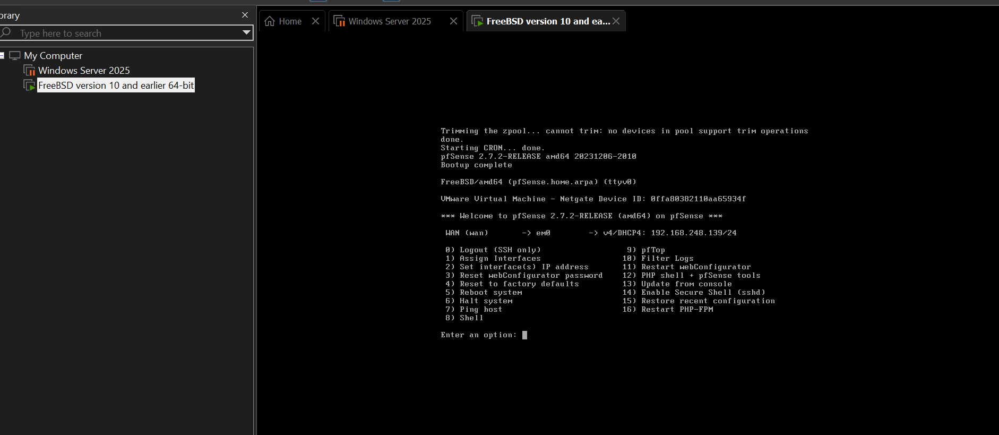 brary
Type here to search
My Computer
Windows Server 2025
FreeBSD version 10 and earlier 64-bit
Home
Windows Server 2025
FreeBSD version 10 and ea...
Trimming the zpool... cannot trim: no devices in pool support trim operations
done.
Starting CRON... done.
pfSense 2.7.2-RELEASE amd64 20231206-2010
Bootup complete
FreeBSD/amd64 (pfSense.home.arpa) (ttyv0)
VMware Virtual Machine - Netgate Device ID: 0ffa80382110aa65934f
*** Welcome to pfSense 2.7.2-RELEASE (amd64) on pfSense ***
WAN (wan) -> em0 -> v4/DHCP4: 192.168.248.139/24
0) Logout (SSH only) 9) pfTop
1) Assign Interfaces 10) Filter Logs
2) Set interface(s) IP address 11) Restart webConfigurator
3) Reset webConfigurator password 12) PHP shell + pfSense tools
4) Reset to factory defaults 13) Update from console
5) Reboot system 14) Enable Secure Shell (sshd)
6) Halt system 15) Restore recent configuration
7) Ping host 16) Restart PHP-FPM
8) Shell
Enter an option: